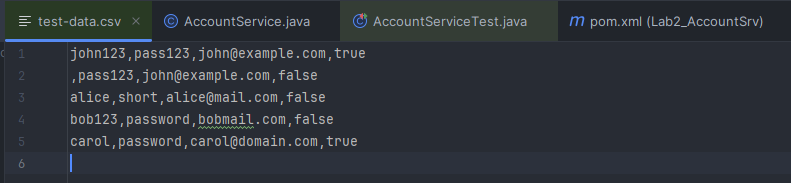 test-data.csv AccountService.java AccountServiceTest.java pom.xml (Lab2_AccountSrv)
1 john123,pass123,john@example.com,true
2 ,pass123,john@example.com,false
3 alice,short,alice@mail.com,false
4 bob123,password,bobmail.com,false
5 carol,password,carol@domain.com,true
6